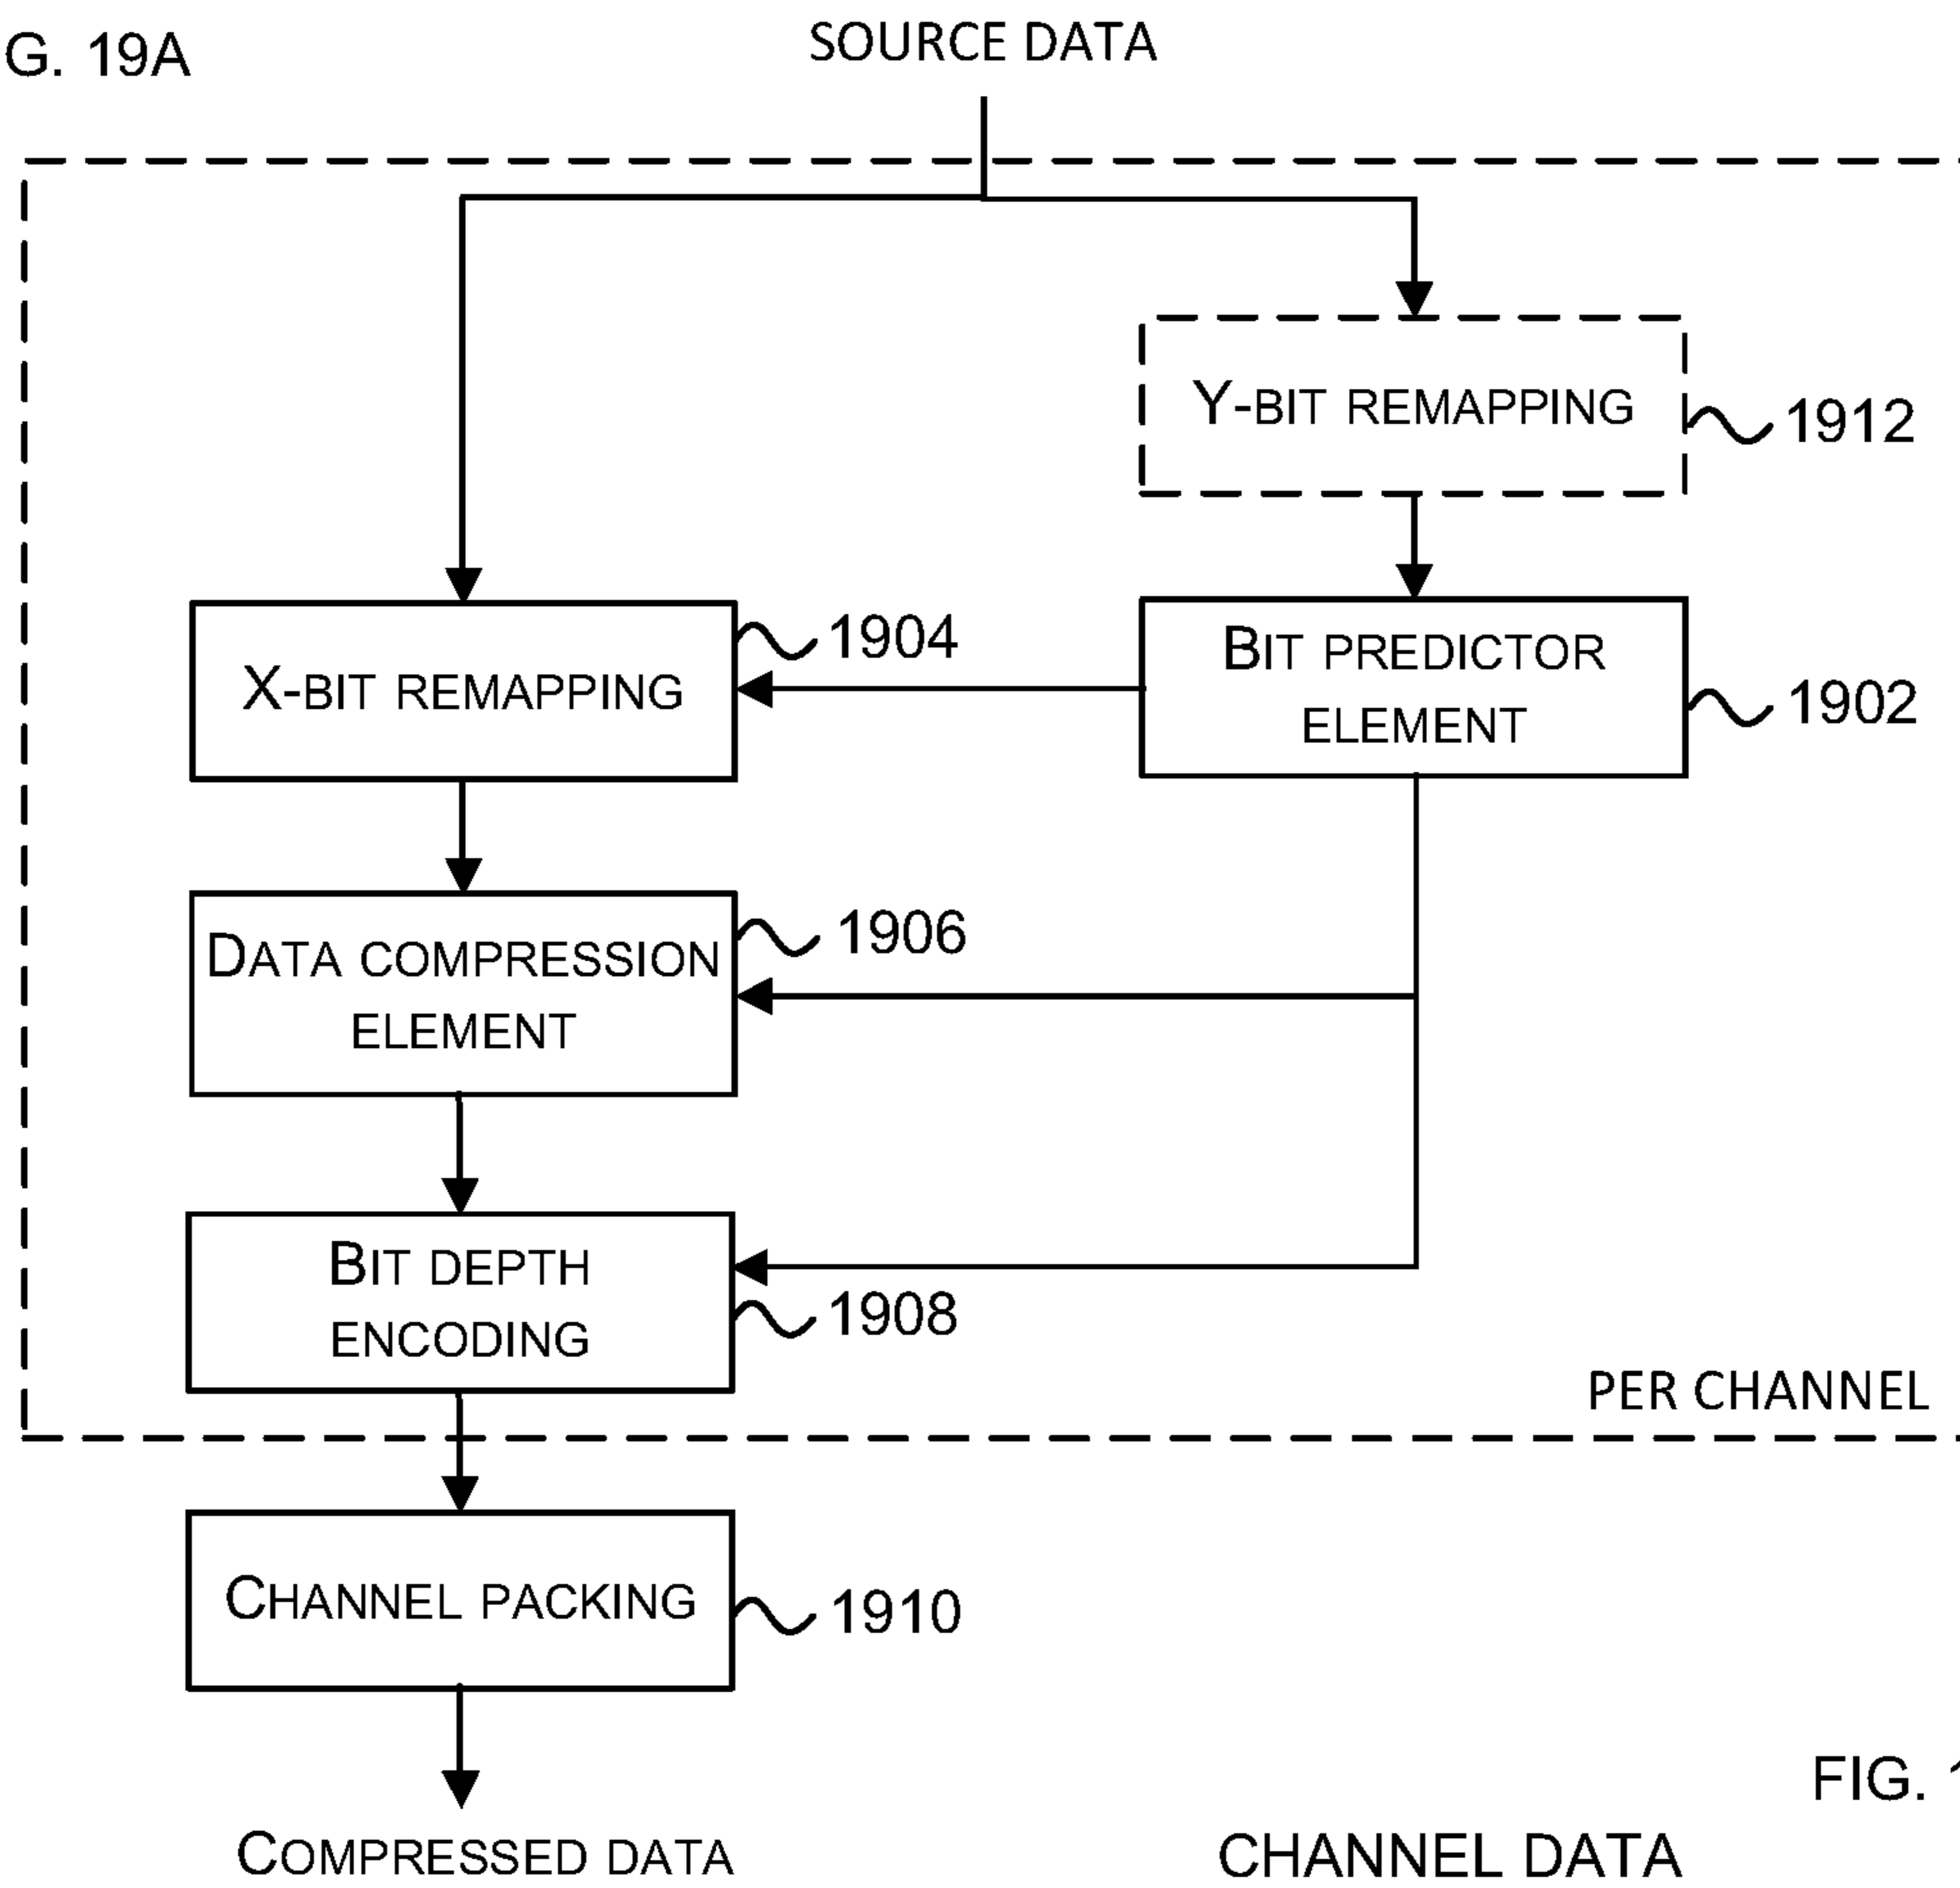 G. 19A
SOURCE DATA
Y-BIT REMAPPING
1912
X-BIT REMAPPING
1904
BIT PREDICTOR
ELEMENT
1902
DATA COMPRESSION
ELEMENT
1906
BIT DEPTH
ENCODING
1908
PER CHANNEL
CHANNEL PACKING
1910
FIG. 1
COMPRESSED DATA
CHANNEL DATA